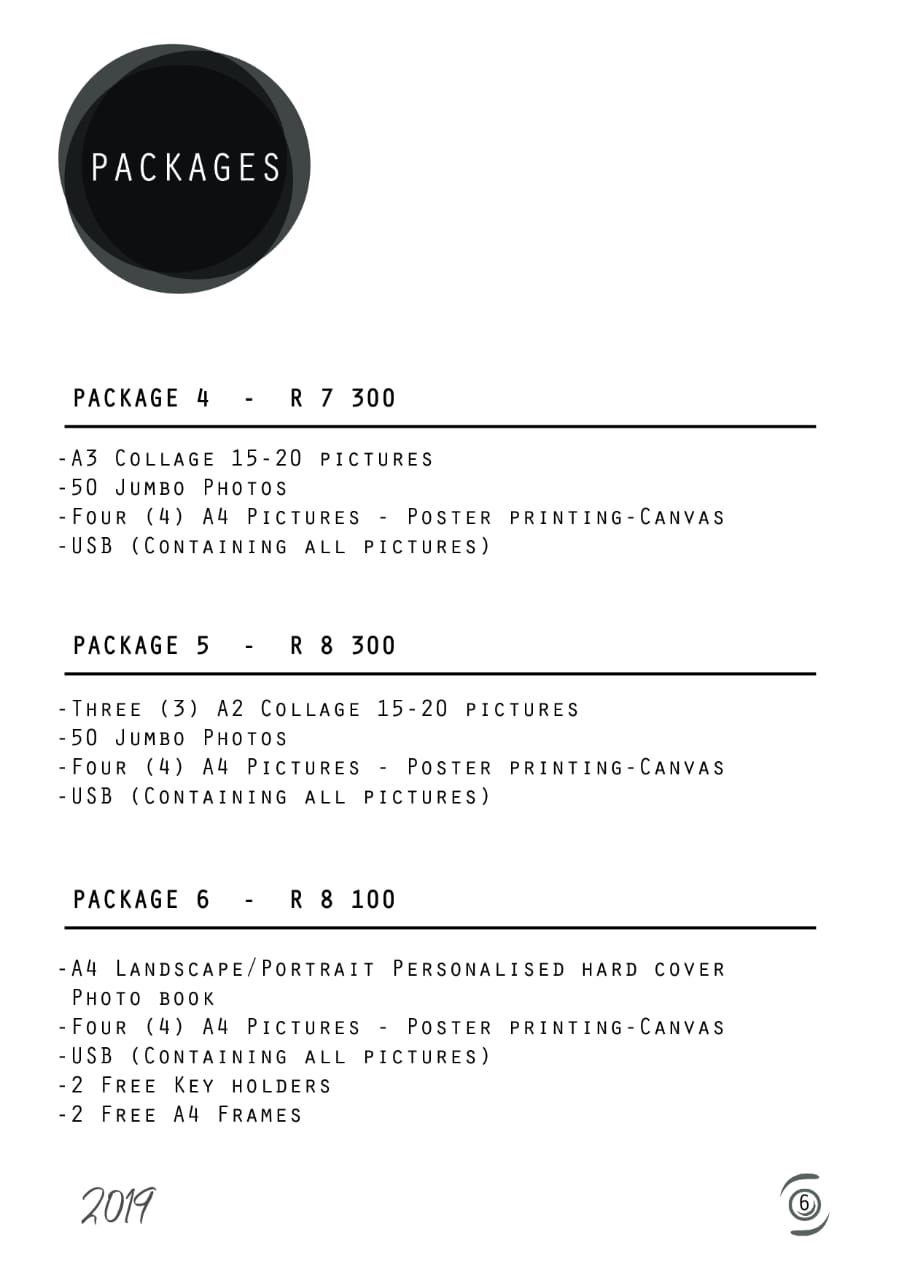 PACKAGES
PACKAGE 4 - R 7 300
-A3 Collage 15-20 pictures
-50 Jumbo Photos
-Four (4) A4 Pictures - Poster printing-Canvas
-USB (Containing all pictures)
PACKAGE 5 - R 8 300
-Three (3) A2 Collage 15-20 pictures
-50 Jumbo Photos
-Four (4) A4 Pictures - Poster printing-Canvas
-USB (Containing all pictures)
PACKAGE 6 - R 8 100
-A4 Landscape/Portrait Personalised hard cover
Photo book
-Four (4) A4 Pictures - Poster printing-Canvas
-USB (Containing all pictures)
-2 Free Key holders
-2 Free A4 Frames
2019
6